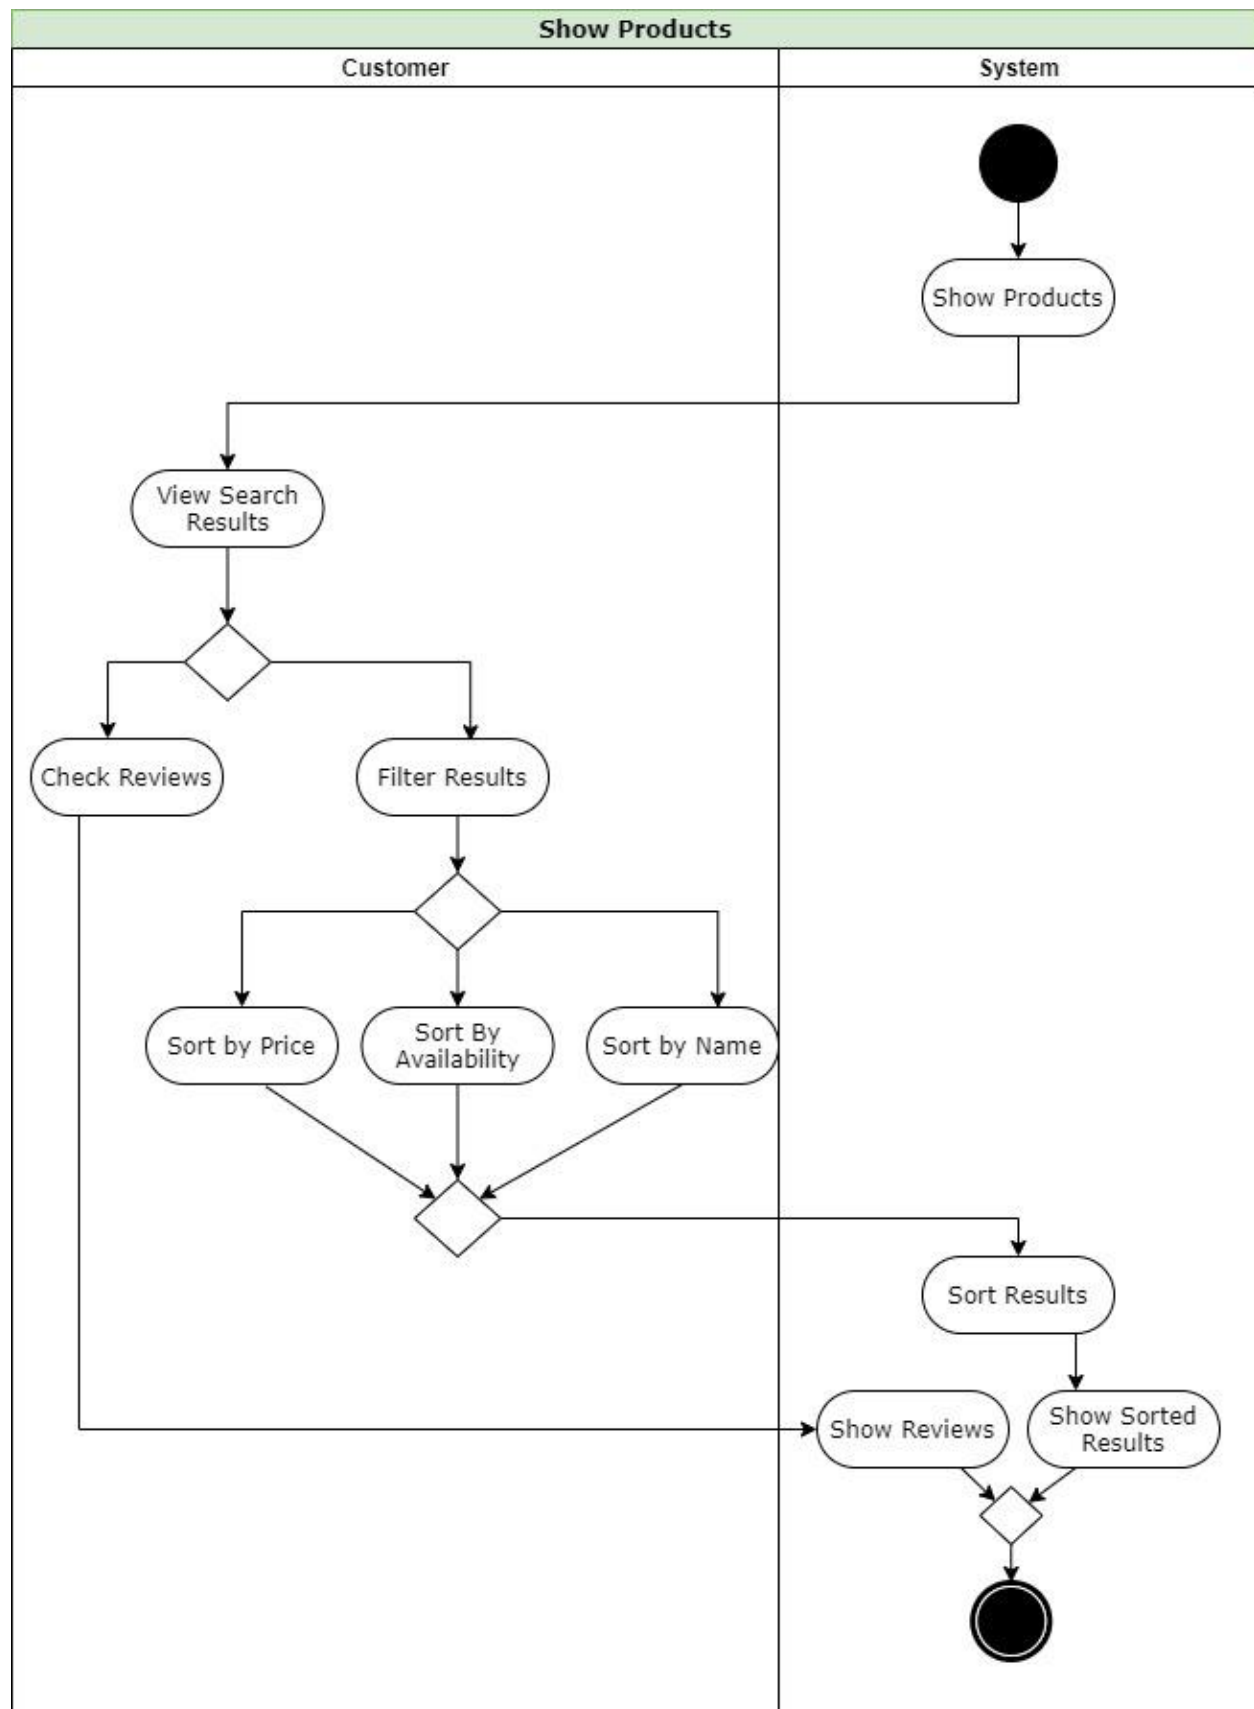 Show Products
Customer
System
Show Products
View Search
Results
Check Reviews
Filter Results
Sort by Price
Sort By
Availability
Sort by Name
Sort Results
Show Reviews
Show Sorted
Results